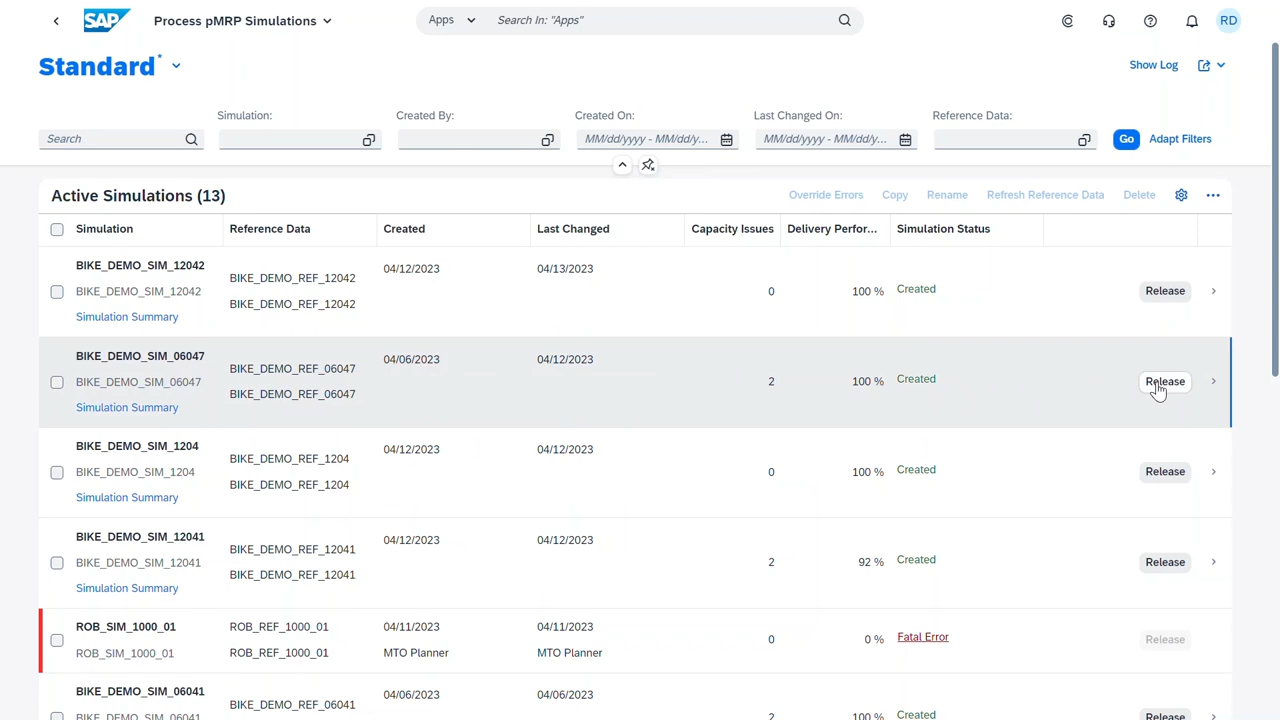 SAP
Process pMRP Simulations
Apps
Search In: "Apps"
RD
Standard*
Show Log
Simulation:
Created By:
Created On:
Last Changed On:
Reference Data:
Search
MM/dd/yyyy - MM/dd/y...
MM/dd/yyyy - MM/dd/y...
Go
Adapt Filters
Active Simulations (13)
Override Errors
Copy
Rename
Refresh Reference Data
Delete
Simulation
Reference Data
Created
Last Changed
Capacity Issues
Delivery Perfor...
Simulation Status
BIKE_DEMO_SIM_12042
BIKE_DEMO_SIM_12042
Simulation Summary
BIKE_DEMO_REF_12042
BIKE_DEMO_REF_12042
04/12/2023
04/13/2023
0
100 %
Created
Release
BIKE_DEMO_SIM_06047
BIKE_DEMO_SIM_06047
Simulation Summary
BIKE_DEMO_REF_06047
BIKE_DEMO_REF_06047
04/06/2023
04/12/2023
2
100 %
Created
Release
BIKE_DEMO_SIM_1204
BIKE_DEMO_SIM_1204
Simulation Summary
BIKE_DEMO_REF_1204
BIKE_DEMO_REF_1204
04/12/2023
04/12/2023
0
100 %
Created
Release
BIKE_DEMO_SIM_12041
BIKE_DEMO_SIM_12041
Simulation Summary
BIKE_DEMO_REF_12041
BIKE_DEMO_REF_12041
04/12/2023
04/12/2023
2
92 %
Created
Release
ROB_SIM_1000_01
ROB_SIM_1000_01
ROB_REF_1000_01
ROB_REF_1000_01
04/11/2023
MTO Planner
04/11/2023
MTO Planner
0
0 %
Fatal Error
Release
BIKE_DEMO_SIM_06041
BIKE_DEMO_SIM_06041
BIKE_DEMO_REF_06041
04/06/2023
04/06/2023
2
100 %
Created
Release